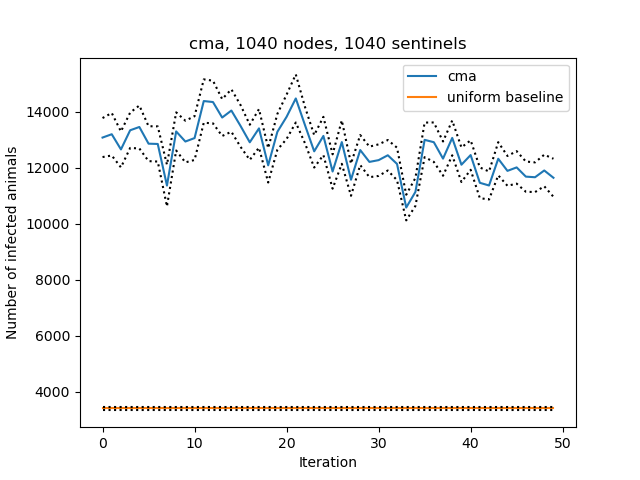 cma, 1040 nodes, 1040 sentinels
cma
uniform baseline
Number of infected animals
14000
12000
10000
8000
6000
4000
0
10
20
30
40
50
Iteration